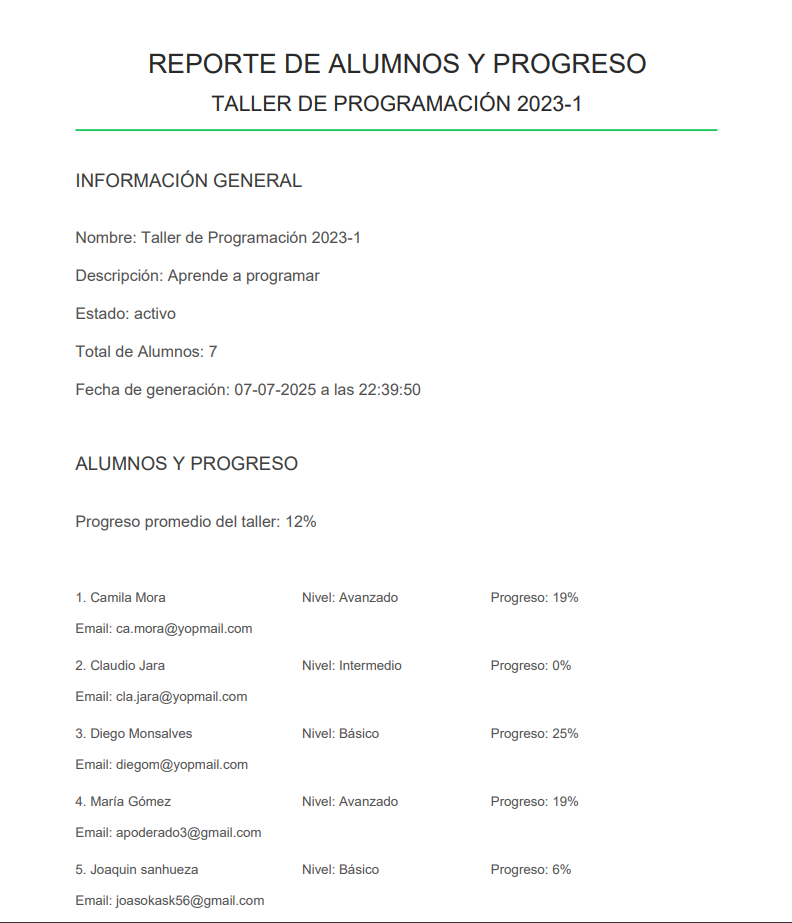 REPORTE DE ALUMNOS Y PROGRESO
TALLER DE PROGRAMACIÓN 2023-1
INFORMACIÓN GENERAL
Nombre: Taller de Programación 2023-1
Descripción: Aprende a programar
Estado: activo
Total de Alumnos: 7
Fecha de generación: 07-07-2025 a las 22:39:50
ALUMNOS Y PROGRESO
Progreso promedio del taller: 12%
1. Camila Mora Nivel: Avanzado Progreso: 19%
Email: ca.mora@yopmail.com
2. Claudio Jara Nivel: Intermedio Progreso: 0%
Email: cla.jara@yopmail.com
3. Diego Monsalves Nivel: Básico Progreso: 25%
Email: diegom@yopmail.com
4. María Gómez Nivel: Avanzado Progreso: 19%
Email: apoderado3@gmail.com
5. Joaquin sanhueza Nivel: Básico Progreso: 6%
Email: joasokask56@gmail.com